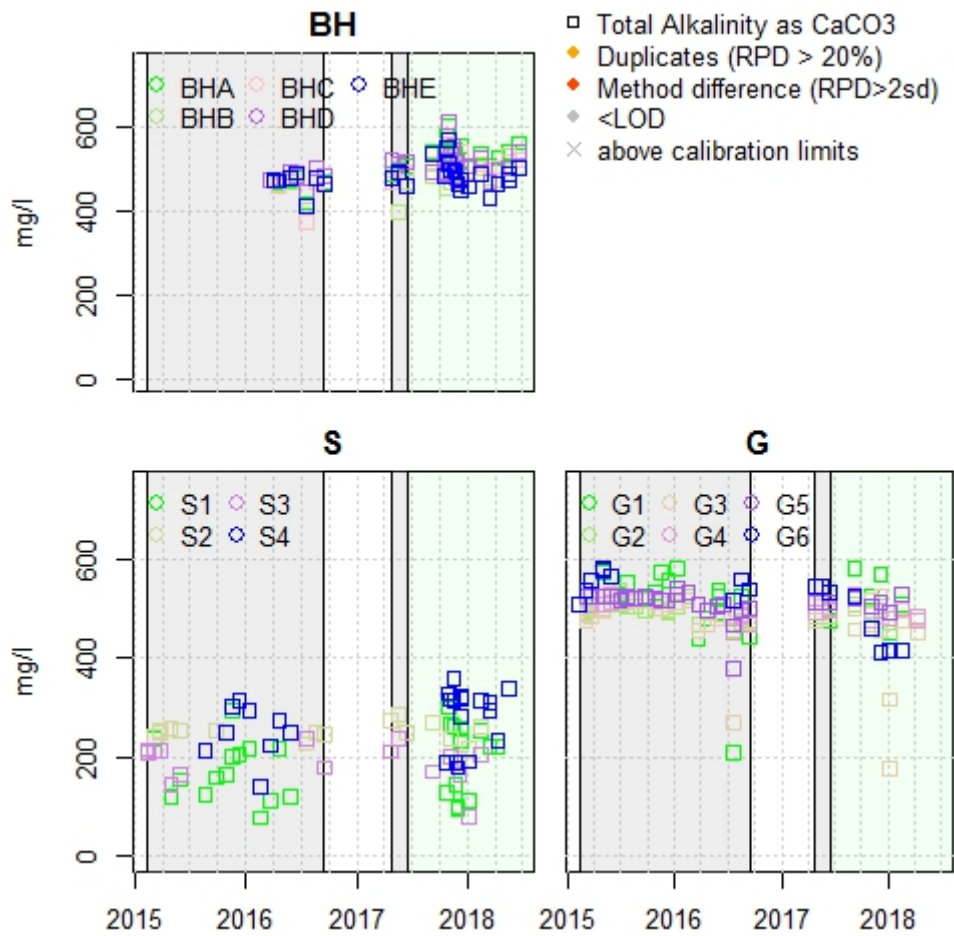 BH
Total Alkalinity as CaCO3
Duplicates (RPD > 20%)
Method difference (RPD>2sd)
<LOD
above calibration limits
BHA BHC BHE
BHB BHD
mg/l
600
400
200
0
S
S1 S3
S2 S4
mg/l
600
400
200
0
2015 2016 2017 2018
G
G1 G3 G5
G2 G4 G6
2015 2016 2017 2018